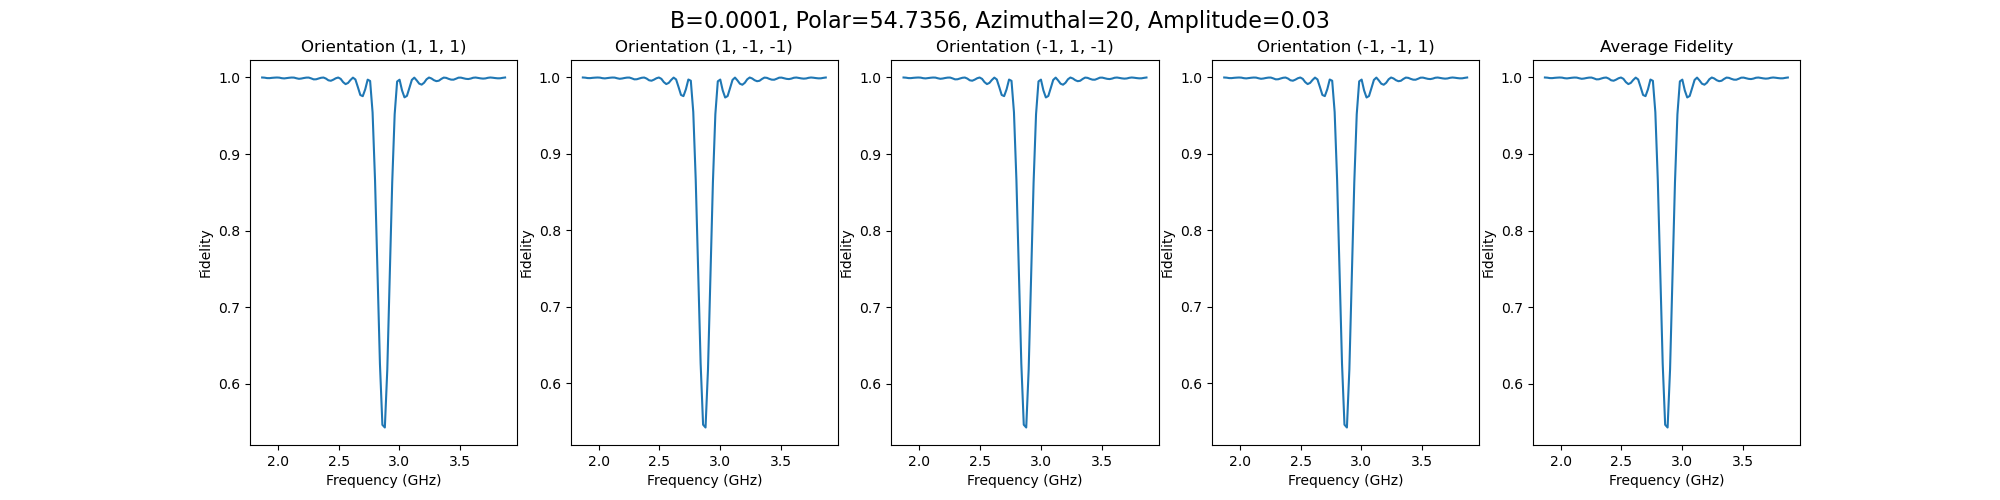 B=0.0001, Polar=54.7356, Azimuthal=20, Amplitude=0.03
Orientation (1, 1, 1)
Orientation (1, -1, -1)
Orientation (-1, 1, -1)
Orientation (-1, -1, 1)
Average Fidelity
1.0
0.9
0.8
0.7
0.6
Fidelity
2.0 2.5 3.0 3.5
Frequency (GHz)
1.0
0.9
0.8
0.7
0.6
Fidelity
2.0 2.5 3.0 3.5
Frequency (GHz)
1.0
0.9
0.8
0.7
0.6
Fidelity
2.0 2.5 3.0 3.5
Frequency (GHz)
1.0
0.9
0.8
0.7
0.6
Fidelity
2.0 2.5 3.0 3.5
Frequency (GHz)
1.0
0.9
0.8
0.7
0.6
Fidelity
2.0 2.5 3.0 3.5
Frequency (GHz)